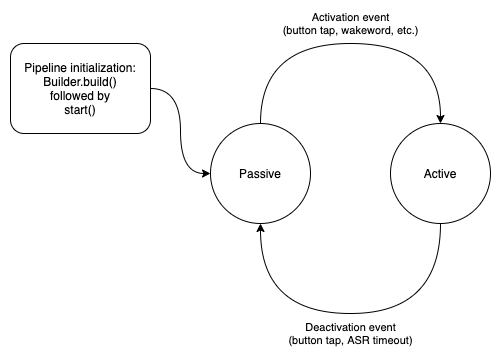 Activation event
(button tap, wakeword, etc.)
Pipeline initialization:
Builder.build()
followed by
start()
Passive
Active
Deactivation event
(button tap, ASR timeout)